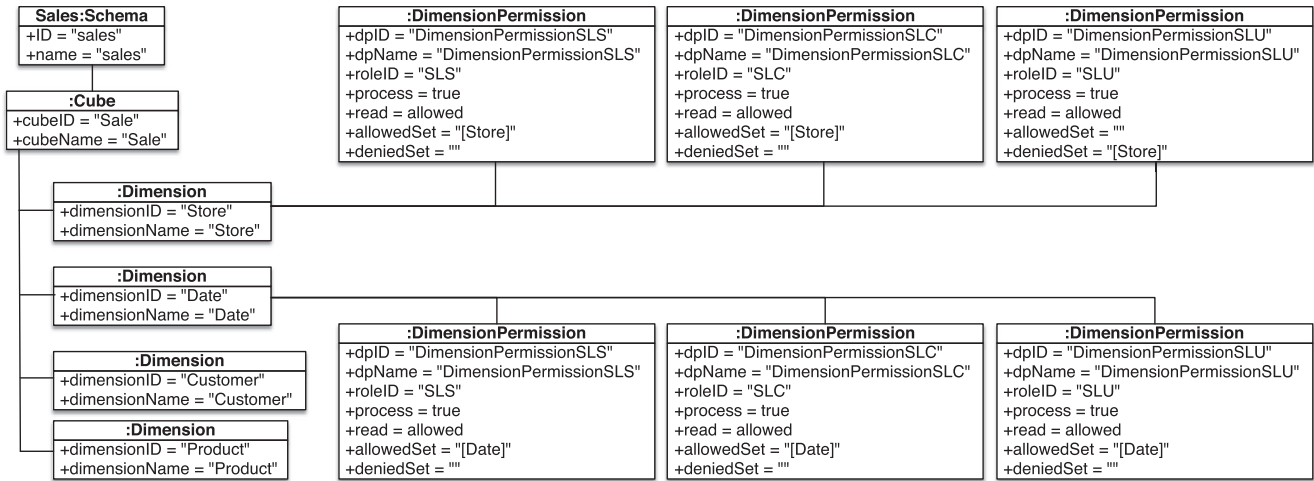 Sales:Schema
+ID = "sales"
+name = "sales"
:Cube
+cubeID = "Sale"
+cubeName = "Sale"
:DimensionPermission
+dpID = "DimensionPermissionSLS"
+dpName = "DimensionPermissionSLS"
+roleID = "SLS"
+process = true
+read = allowed
+allowedSet = "[Store]"
+deniedSet = ""
:DimensionPermission
+dpID = "DimensionPermissionSLC"
+dpName = "DimensionPermissionSLC"
+roleID = "SLC"
+process = true
+read = allowed
+allowedSet = "[Store]"
+deniedSet = ""
:DimensionPermission
+dpID = "DimensionPermissionSLU"
+dpName = "DimensionPermissionSLU"
+roleID = "SLU"
+process = true
+read = allowed
+allowedSet = ""
+deniedSet = "[Store]"
:Dimension
+dimensionID = "Store"
+dimensionName = "Store"
:Dimension
+dimensionID = "Date"
+dimensionName = "Date"
:Dimension
+dimensionID = "Customer"
+dimensionName = "Customer"
:Dimension
+dimensionID = "Product"
+dimensionName = "Product"
:DimensionPermission
+dpID = "DimensionPermissionSLS"
+dpName = "DimensionPermissionSLS"
+roleID = "SLS"
+process = true
+read = allowed
+allowedSet = "[Date]"
+deniedSet = ""
:DimensionPermission
+dpID = "DimensionPermissionSLC"
+dpName = "DimensionPermissionSLC"
+roleID = "SLC"
+process = true
+read = allowed
+allowedSet = "[Date]"
+deniedSet = ""
:DimensionPermission
+dpID = "DimensionPermissionSLU"
+dpName = "DimensionPermissionSLU"
+roleID = "SLU"
+process = true
+read = allowed
+allowedSet = "[Date]"
+deniedSet = ""